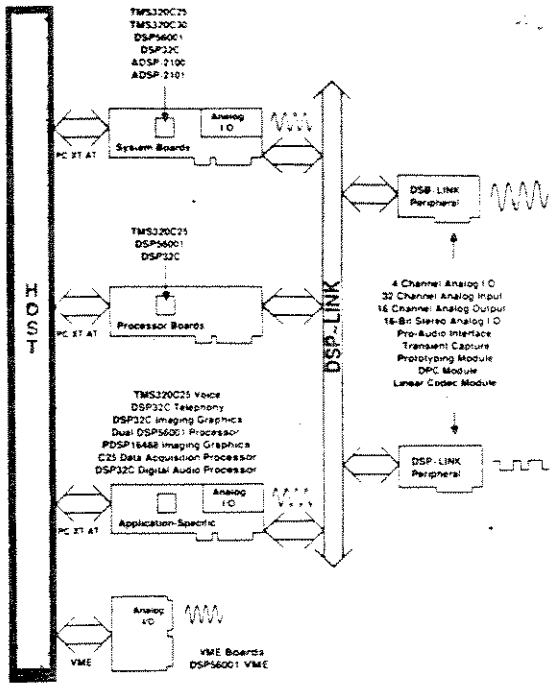 TMS320C25
TMS320C30
DSP56001
DSP32C
ADSP-2100
ADSP-2101
Analog
I/O
System Boards
PC XT AT
DSB-LINK
Peripheral
TMS320C25
DSP56001
DSP32C
Processor Boards
PC XT AT
HOST
DSP~LINK
4 Channel Analog I O
32 Channel Analog Input
16 Channel Analog Output
16-Bit Stereo Analog I O
Pro-Audio Interface
Transient Capture
Prototyping Module
DPC Module
Linear Codec Module
TMS320C25 Voice
DSP32C Telephony
DSP32C Imaging Graphics
Dual DSP56001 Processor
PDSP16488 Imaging Graphics
C25 Data Acquisition Processor
DSP32C Digital Audio Processor
Analog
I O
Application-Specific
PC XT AT
DSP-LINK
Peripheral
Analog
I/O
VME
VME Boards
DSP56001 VME